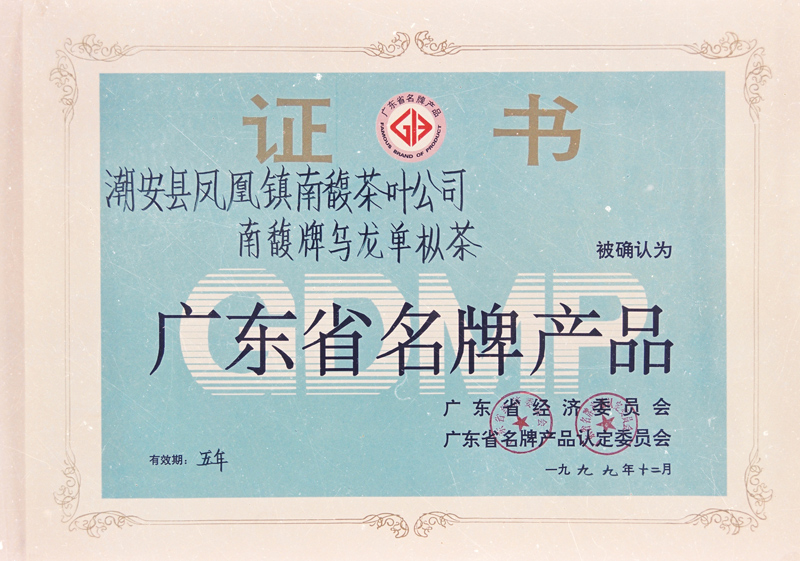 证 书
广东省名牌产品
FAMOUS BRAND OF PRODUCT
潮安县凤凰镇南馥茶叶公司
南馥牌乌龙单枞茶
被确认为
GDMP
广东省名牌产品
广东省经济委员会
广东省名牌产品认定委员会
有效期：五年
一九九九年十二月